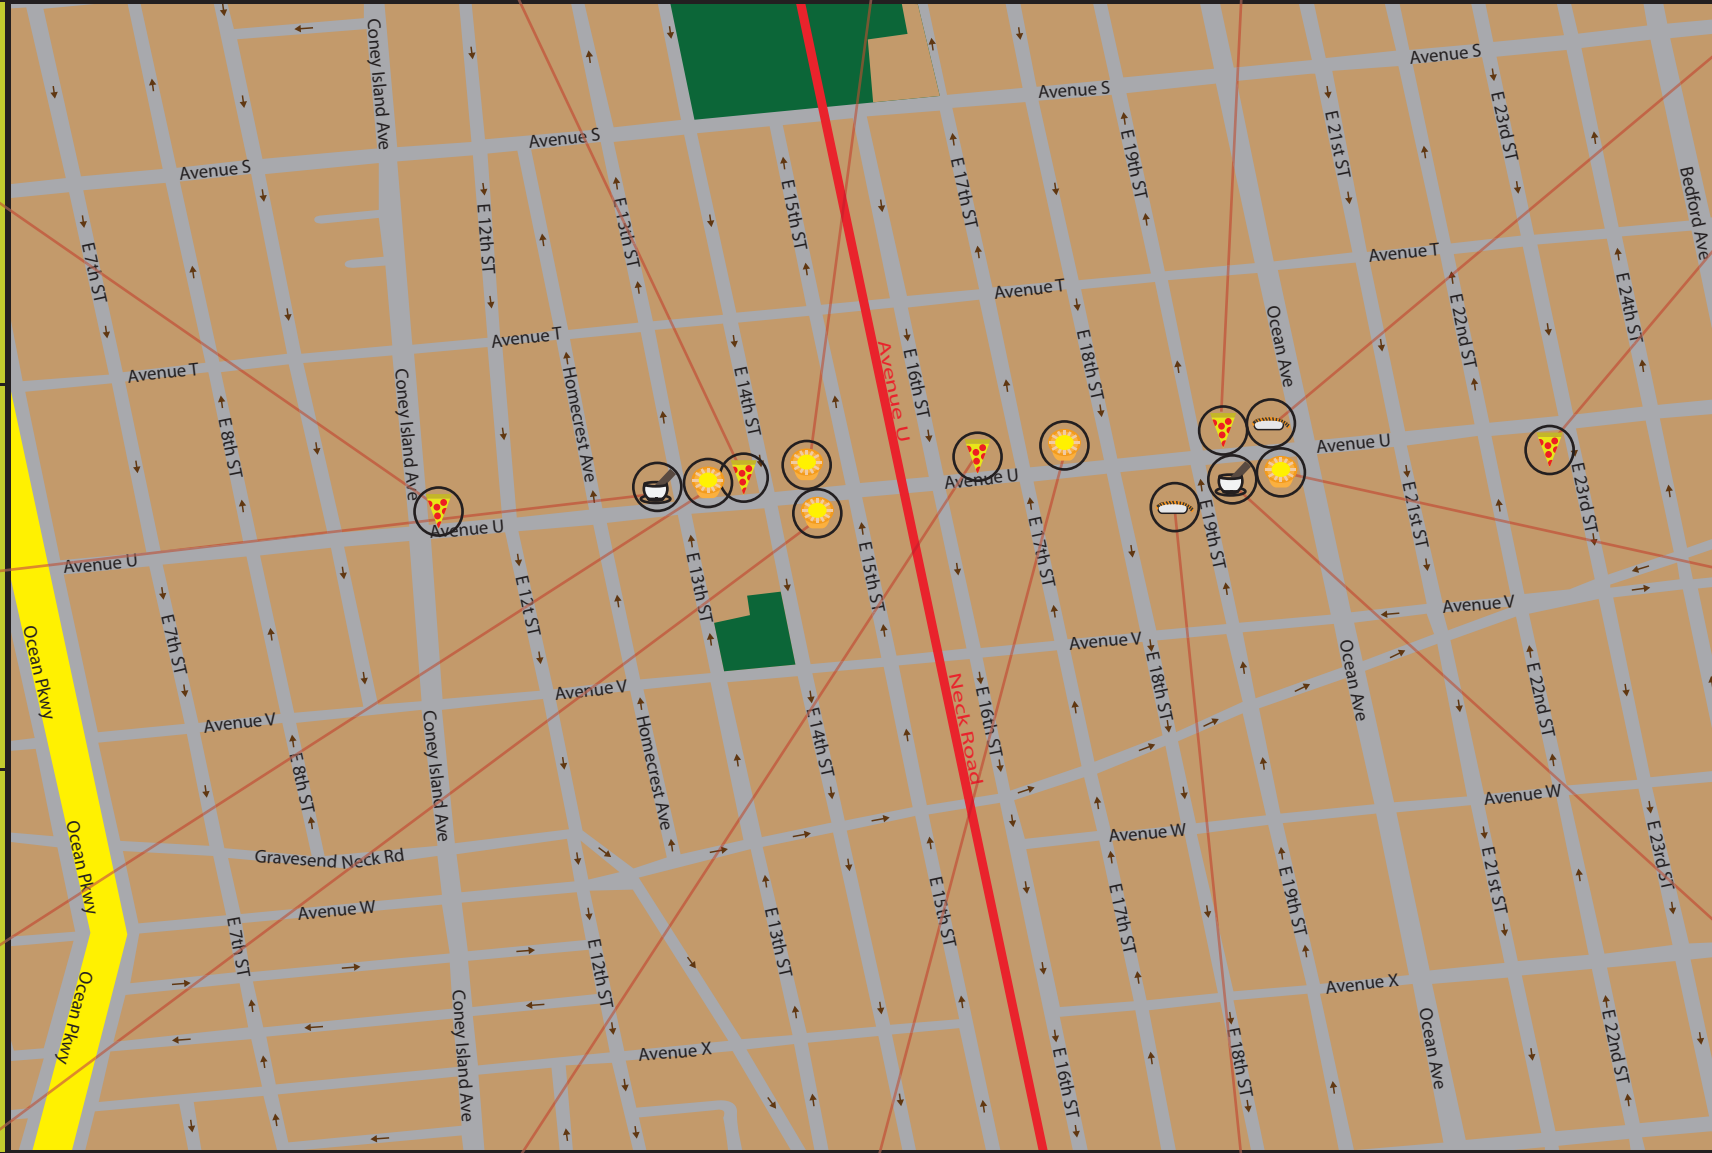 Coney Island Ave
Avenue S
Avenue S
Avenue S
Avenue S
E 23rd ST
E 21st ST
E 19th ST
E 17th ST
E 15th ST
E 13th ST
E 12th ST
E 7th ST
Bedford Ave
Avenue T
Avenue T
Avenue T
Avenue T
E 24th ST
E 22nd ST
Ocean Ave
E 18th ST
E 16th ST
Avenue U
E 14th ST
Homecrest Ave
Coney Island Ave
E 8th ST
Avenue U
Avenue U
Avenue U
Avenue U
E 23rd ST
E 21st ST
E 19th ST
E 17th ST
E 15th ST
E 13th ST
E 12t ST
E 7th ST
Ocean Pkwy
Avenue V
Avenue V
Avenue V
Avenue V
Ocean Ave
E 18th ST
E 22nd ST
E 16th ST
Neck Road
E 14th ST
Homecrest Ave
Coney Island Ave
E 8th ST
Avenue W
Avenue W
Gravesend Neck Rd
Avenue W
Ocean Pkwy
E 23rd ST
E 21st ST
E 19th ST
E 17th ST
E 15th ST
E 13th ST
E 12th ST
E 7th ST
Ocean Pkwy
Avenue X
Avenue X
Coney Island Ave
E 16th ST
E 18th ST
Ocean Ave
E 22nd ST